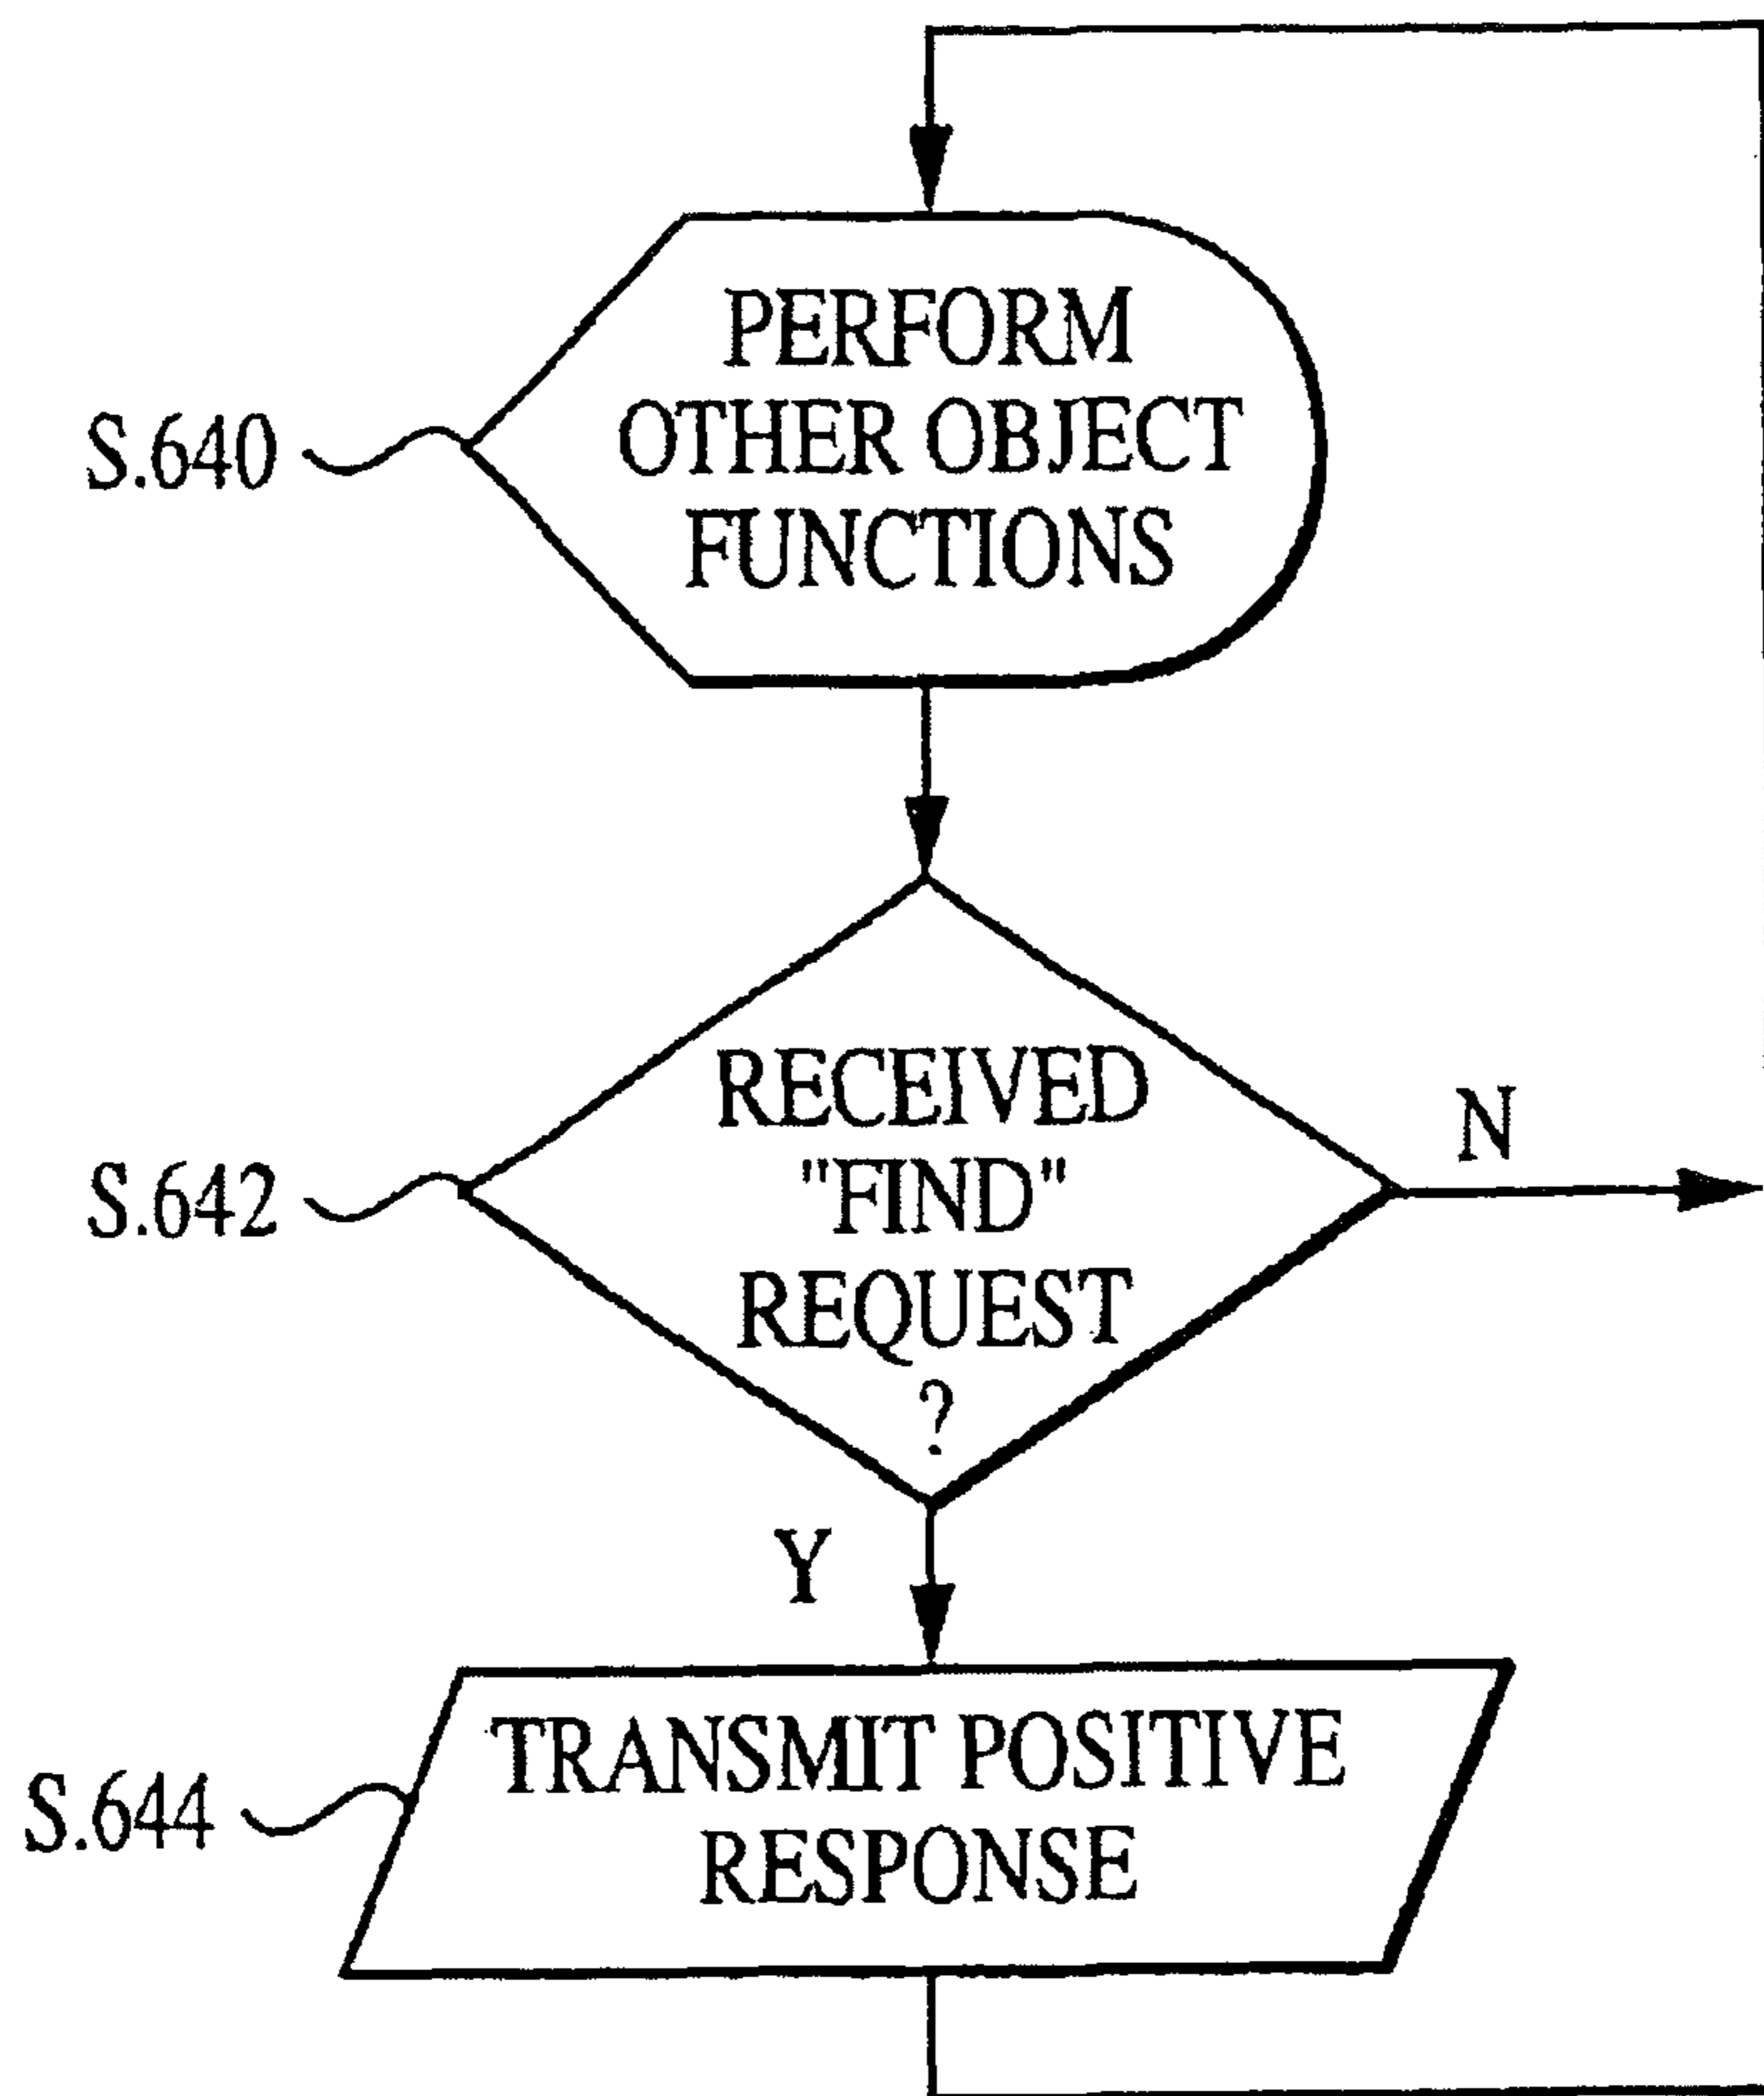 PERFORM
OTHER OBJECT
FUNCTIONS
S.640
RECEIVED
"FIND"
REQUEST
?
S.642
N
Y
TRANSMIT POSITIVE
RESPONSE
S.644